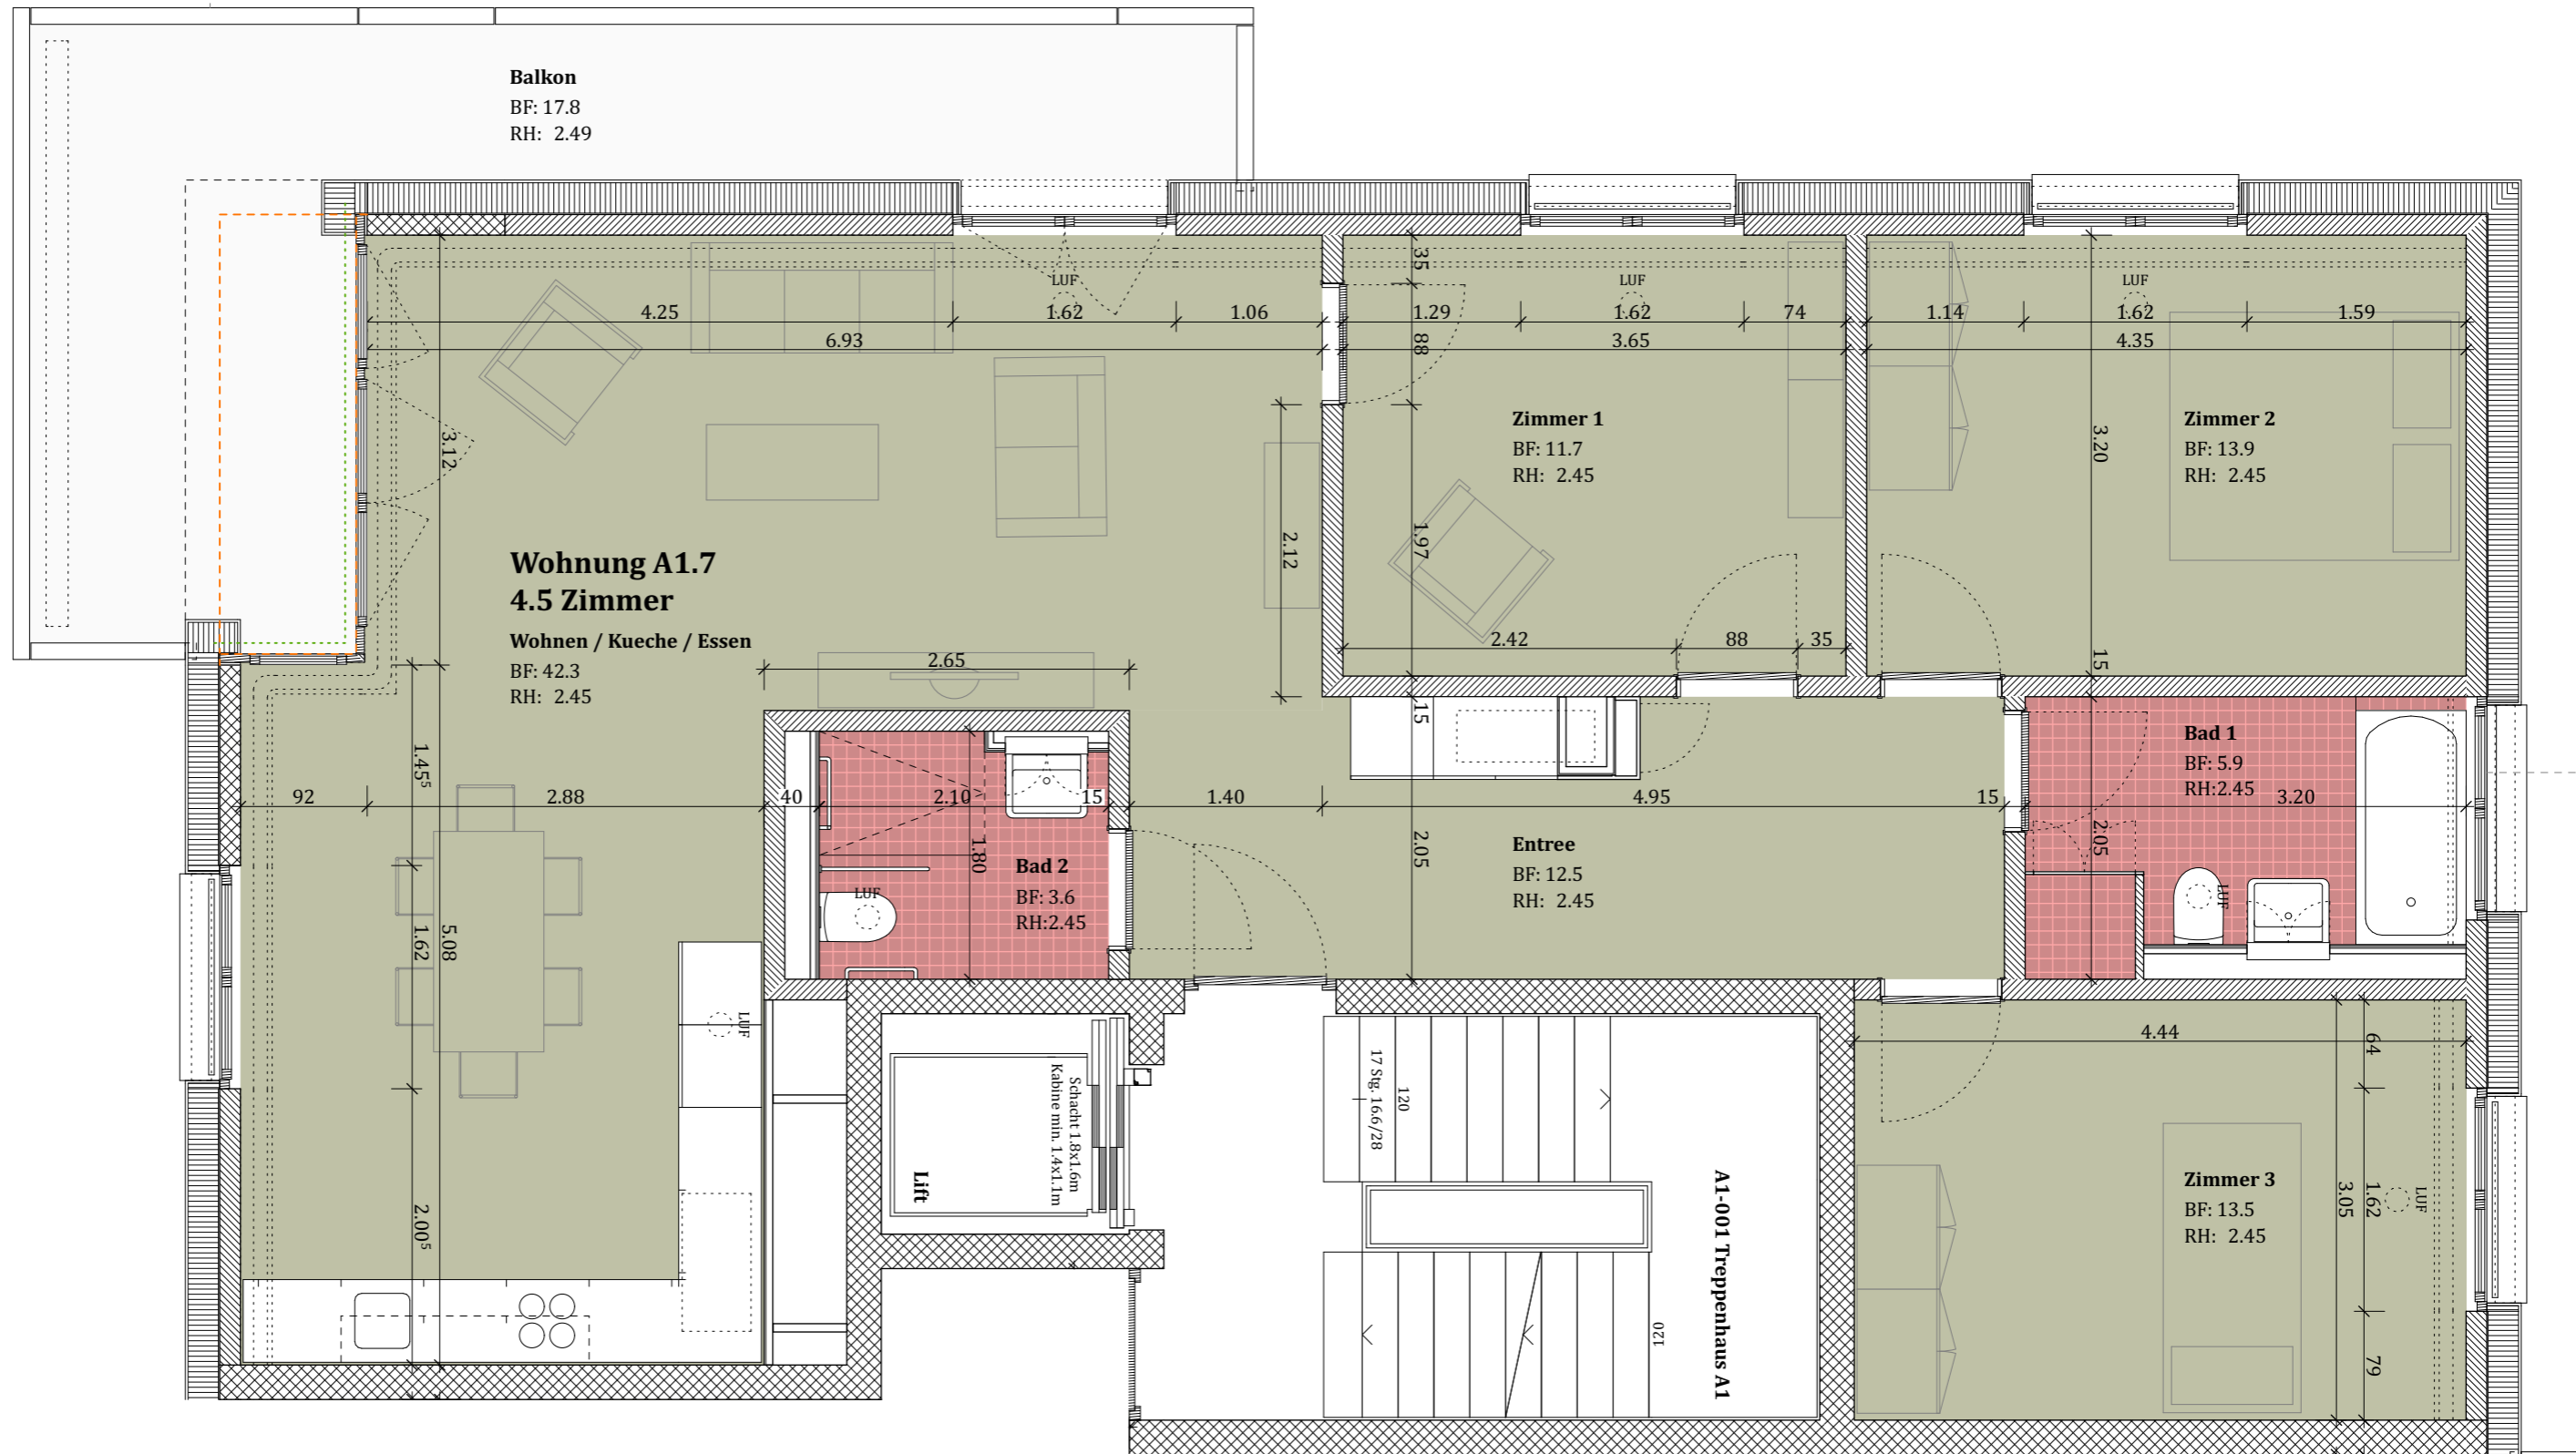 Balkon
BF: 17.8
RH: 2.49
LUF
LUF
LUF
4.25
1.62
1.06
1.29
1.62
74
1.14
1.62
1.59
6.93
3.65
4.35
35
88
1.97
15
2.05
3.12
2.12
3.20
15
2.05
Zimmer 1
BF: 11.7
RH: 2.45
Zimmer 2
BF: 13.9
RH: 2.45
Wohnung A1.7
4.5 Zimmer
Wohnen / Kueche / Essen
BF: 42.3
RH: 2.45
2.65
2.42
88
35
Bad 1
BF: 5.9
RH:2.45
LUF
92
2.88
40
2.10
15
1.40
4.95
15
3.20
1.45⁵
1.62
2.00⁵
5.08
1.80
Bad 2
BF: 3.6
RH:2.45
LUF
Entree
BF: 12.5
RH: 2.45
LUF
4.44
64
1.62
79
3.05
LUF
Zimmer 3
BF: 13.5
RH: 2.45
Lift
Schacht 1.8x1.6m
Kabine min. 1.4x1.1m
17 Stg. 16.6/28
120
120
A1-001 Treppenhaus A1